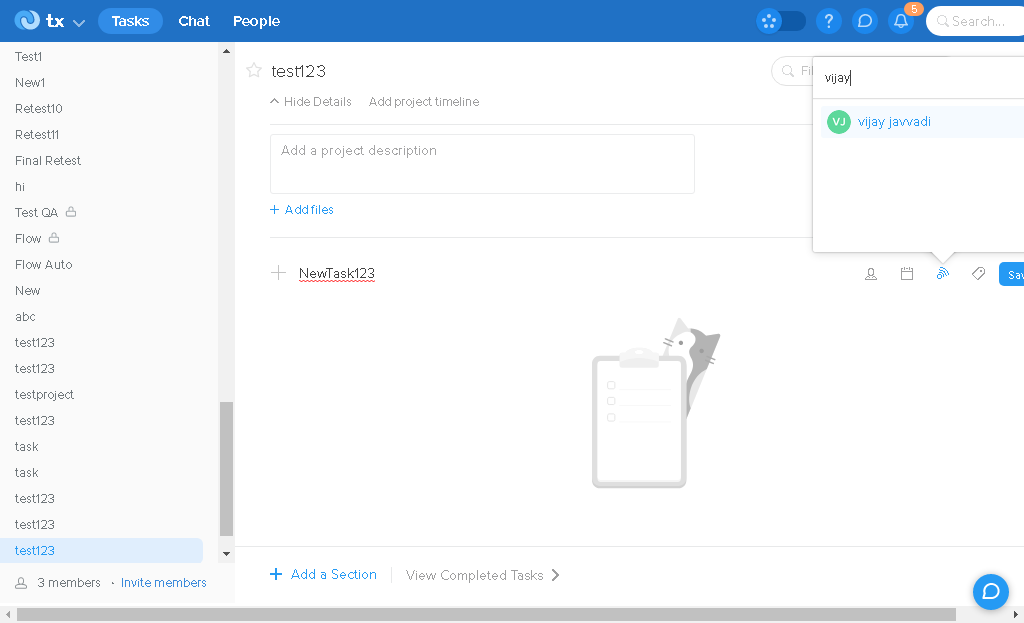 tx Tasks Chat People ? 5 Search...
Test1
New1
Retest10
Retest11
Final Retest
hi
Test QA
Flow
Flow Auto
New
abc
test123
test123
testproject
test123
task
task
test123
test123
test123
3 members · Invite members
test123
Hide Details Add project timeline
Add a project description
+ Add files
vijay
VJ vijay javvadi
NewTask123
+ Add a Section View Completed Tasks